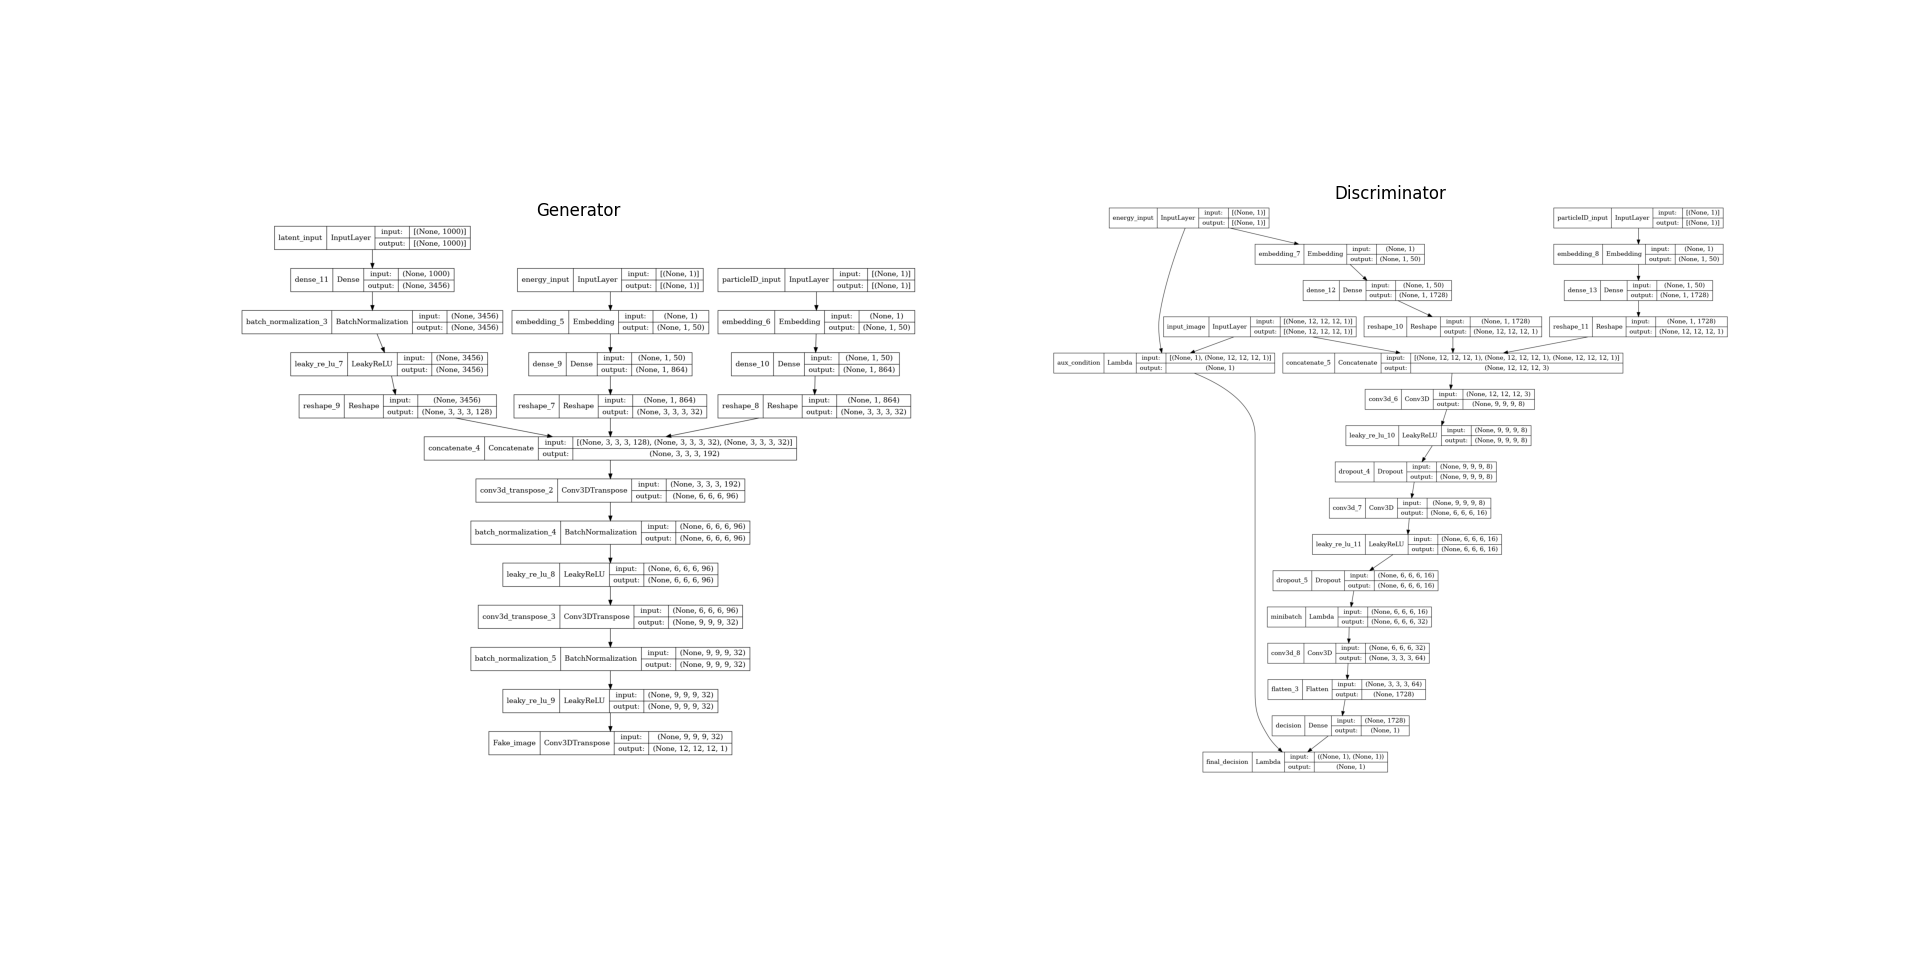 Generator
latent_input InputLayer input: [(None, 1000)]
output: [(None, 1000)]
dense_11 Dense input: (None, 1000)
output: (None, 3456)
energy_input InputLayer input: [(None, 1)]
output: [(None, 1)]
particleID_input InputLayer input: [(None, 1)]
output: [(None, 1)]
batch_normalization_3 BatchNormalization input: (None, 3456)
output: (None, 3456)
embedding_5 Embedding input: (None, 1)
output: (None, 1, 50)
embedding_6 Embedding input: (None, 1)
output: (None, 1, 50)
leaky_re_lu_7 LeakyReLU input: (None, 3456)
output: (None, 3456)
dense_9 Dense input: (None, 1, 50)
output: (None, 1, 864)
dense_10 Dense input: (None, 1, 50)
output: (None, 1, 864)
reshape_9 Reshape input: (None, 3456)
output: (None, 3, 3, 3, 128)
reshape_7 Reshape input: (None, 1, 864)
output: (None, 3, 3, 3, 32)
reshape_8 Reshape input: (None, 1, 864)
output: (None, 3, 3, 3, 32)
concatenate_4 Concatenate input: [(None, 3, 3, 3, 128), (None, 3, 3, 3, 32), (None, 3, 3, 3, 32)]
output: (None, 3, 3, 3, 192)
conv3d_transpose_2 Conv3DTranspose input: (None, 3, 3, 3, 192)
output: (None, 6, 6, 6, 96)
batch_normalization_4 BatchNormalization input: (None, 6, 6, 6, 96)
output: (None, 6, 6, 6, 96)
leaky_re_lu_8 LeakyReLU input: (None, 6, 6, 6, 96)
output: (None, 6, 6, 6, 96)
conv3d_transpose_3 Conv3DTranspose input: (None, 6, 6, 6, 96)
output: (None, 9, 9, 9, 32)
batch_normalization_5 BatchNormalization input: (None, 9, 9, 9, 32)
output: (None, 9, 9, 9, 32)
leaky_re_lu_9 LeakyReLU input: (None, 9, 9, 9, 32)
output: (None, 9, 9, 9, 32)
Fake_image Conv3DTranspose input: (None, 9, 9, 9, 32)
output: (None, 12, 12, 12, 1)
Discriminator
energy_input InputLayer input: [(None, 1)]
output: [(None, 1)]
particleID_input InputLayer input: [(None, 1)]
output: [(None, 1)]
embedding_7 Embedding input: (None, 1)
output: (None, 1, 50)
embedding_8 Embedding input: (None, 1)
output: (None, 1, 50)
dense_12 Dense input: (None, 1, 50)
output: (None, 1, 1728)
dense_13 Dense input: (None, 1, 50)
output: (None, 1, 1728)
input_image InputLayer input: [(None, 12, 12, 12, 1)]
output: [(None, 12, 12, 12, 1)]
reshape_10 Reshape input: (None, 1, 1728)
output: (None, 12, 12, 12, 1)
reshape_11 Reshape input: (None, 1, 1728)
output: (None, 12, 12, 12, 1)
aux_condition Lambda input: [(None, 1), (None, 12, 12, 12, 1)]
output: (None, 1)
concatenate_5 Concatenate input: [(None, 12, 12, 12, 1), (None, 12, 12, 12, 1), (None, 12, 12, 12, 1)]
output: (None, 12, 12, 12, 3)
conv3d_6 Conv3D input: (None, 12, 12, 12, 3)
output: (None, 9, 9, 9, 8)
leaky_re_lu_10 LeakyReLU input: (None, 9, 9, 9, 8)
output: (None, 9, 9, 9, 8)
dropout_4 Dropout input: (None, 9, 9, 9, 8)
output: (None, 9, 9, 9, 8)
conv3d_7 Conv3D input: (None, 9, 9, 9, 8)
output: (None, 6, 6, 6, 16)
leaky_re_lu_11 LeakyReLU input: (None, 6, 6, 6, 16)
output: (None, 6, 6, 6, 16)
dropout_5 Dropout input: (None, 6, 6, 6, 16)
output: (None, 6, 6, 6, 16)
minibatch Lambda input: (None, 6, 6, 6, 16)
output: (None, 6, 6, 6, 32)
conv3d_8 Conv3D input: (None, 6, 6, 6, 32)
output: (None, 3, 3, 3, 64)
flatten_3 Flatten input: (None, 3, 3, 3, 64)
output: (None, 1728)
decision Dense input: (None, 1728)
output: (None, 1)
final_decision Lambda input: ((None, 1), (None, 1))
output: (None, 1)